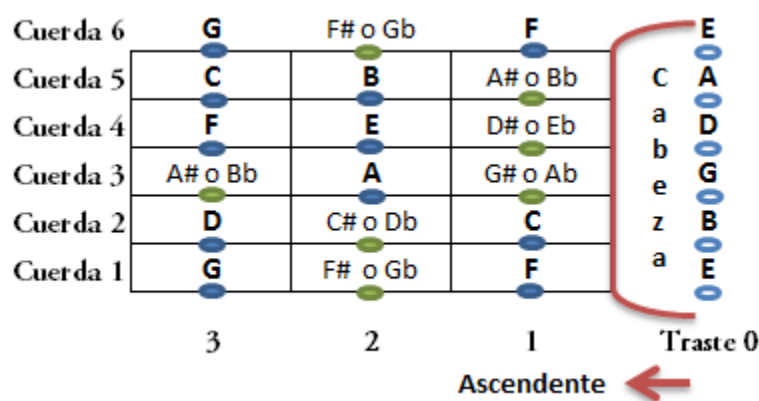 Cuerda 6 G F# o Gb F E
Cuerda 5 C B A# o Bb C A
Cuerda 4 F E D# o Eb a D
b
Cuerda 3 A# o Bb A G# o Ab e G
Cuerda 2 D C# o Db C z B
Cuerda 1 G F# o Gb F a E
3 2 1 Traste 0
Ascendente